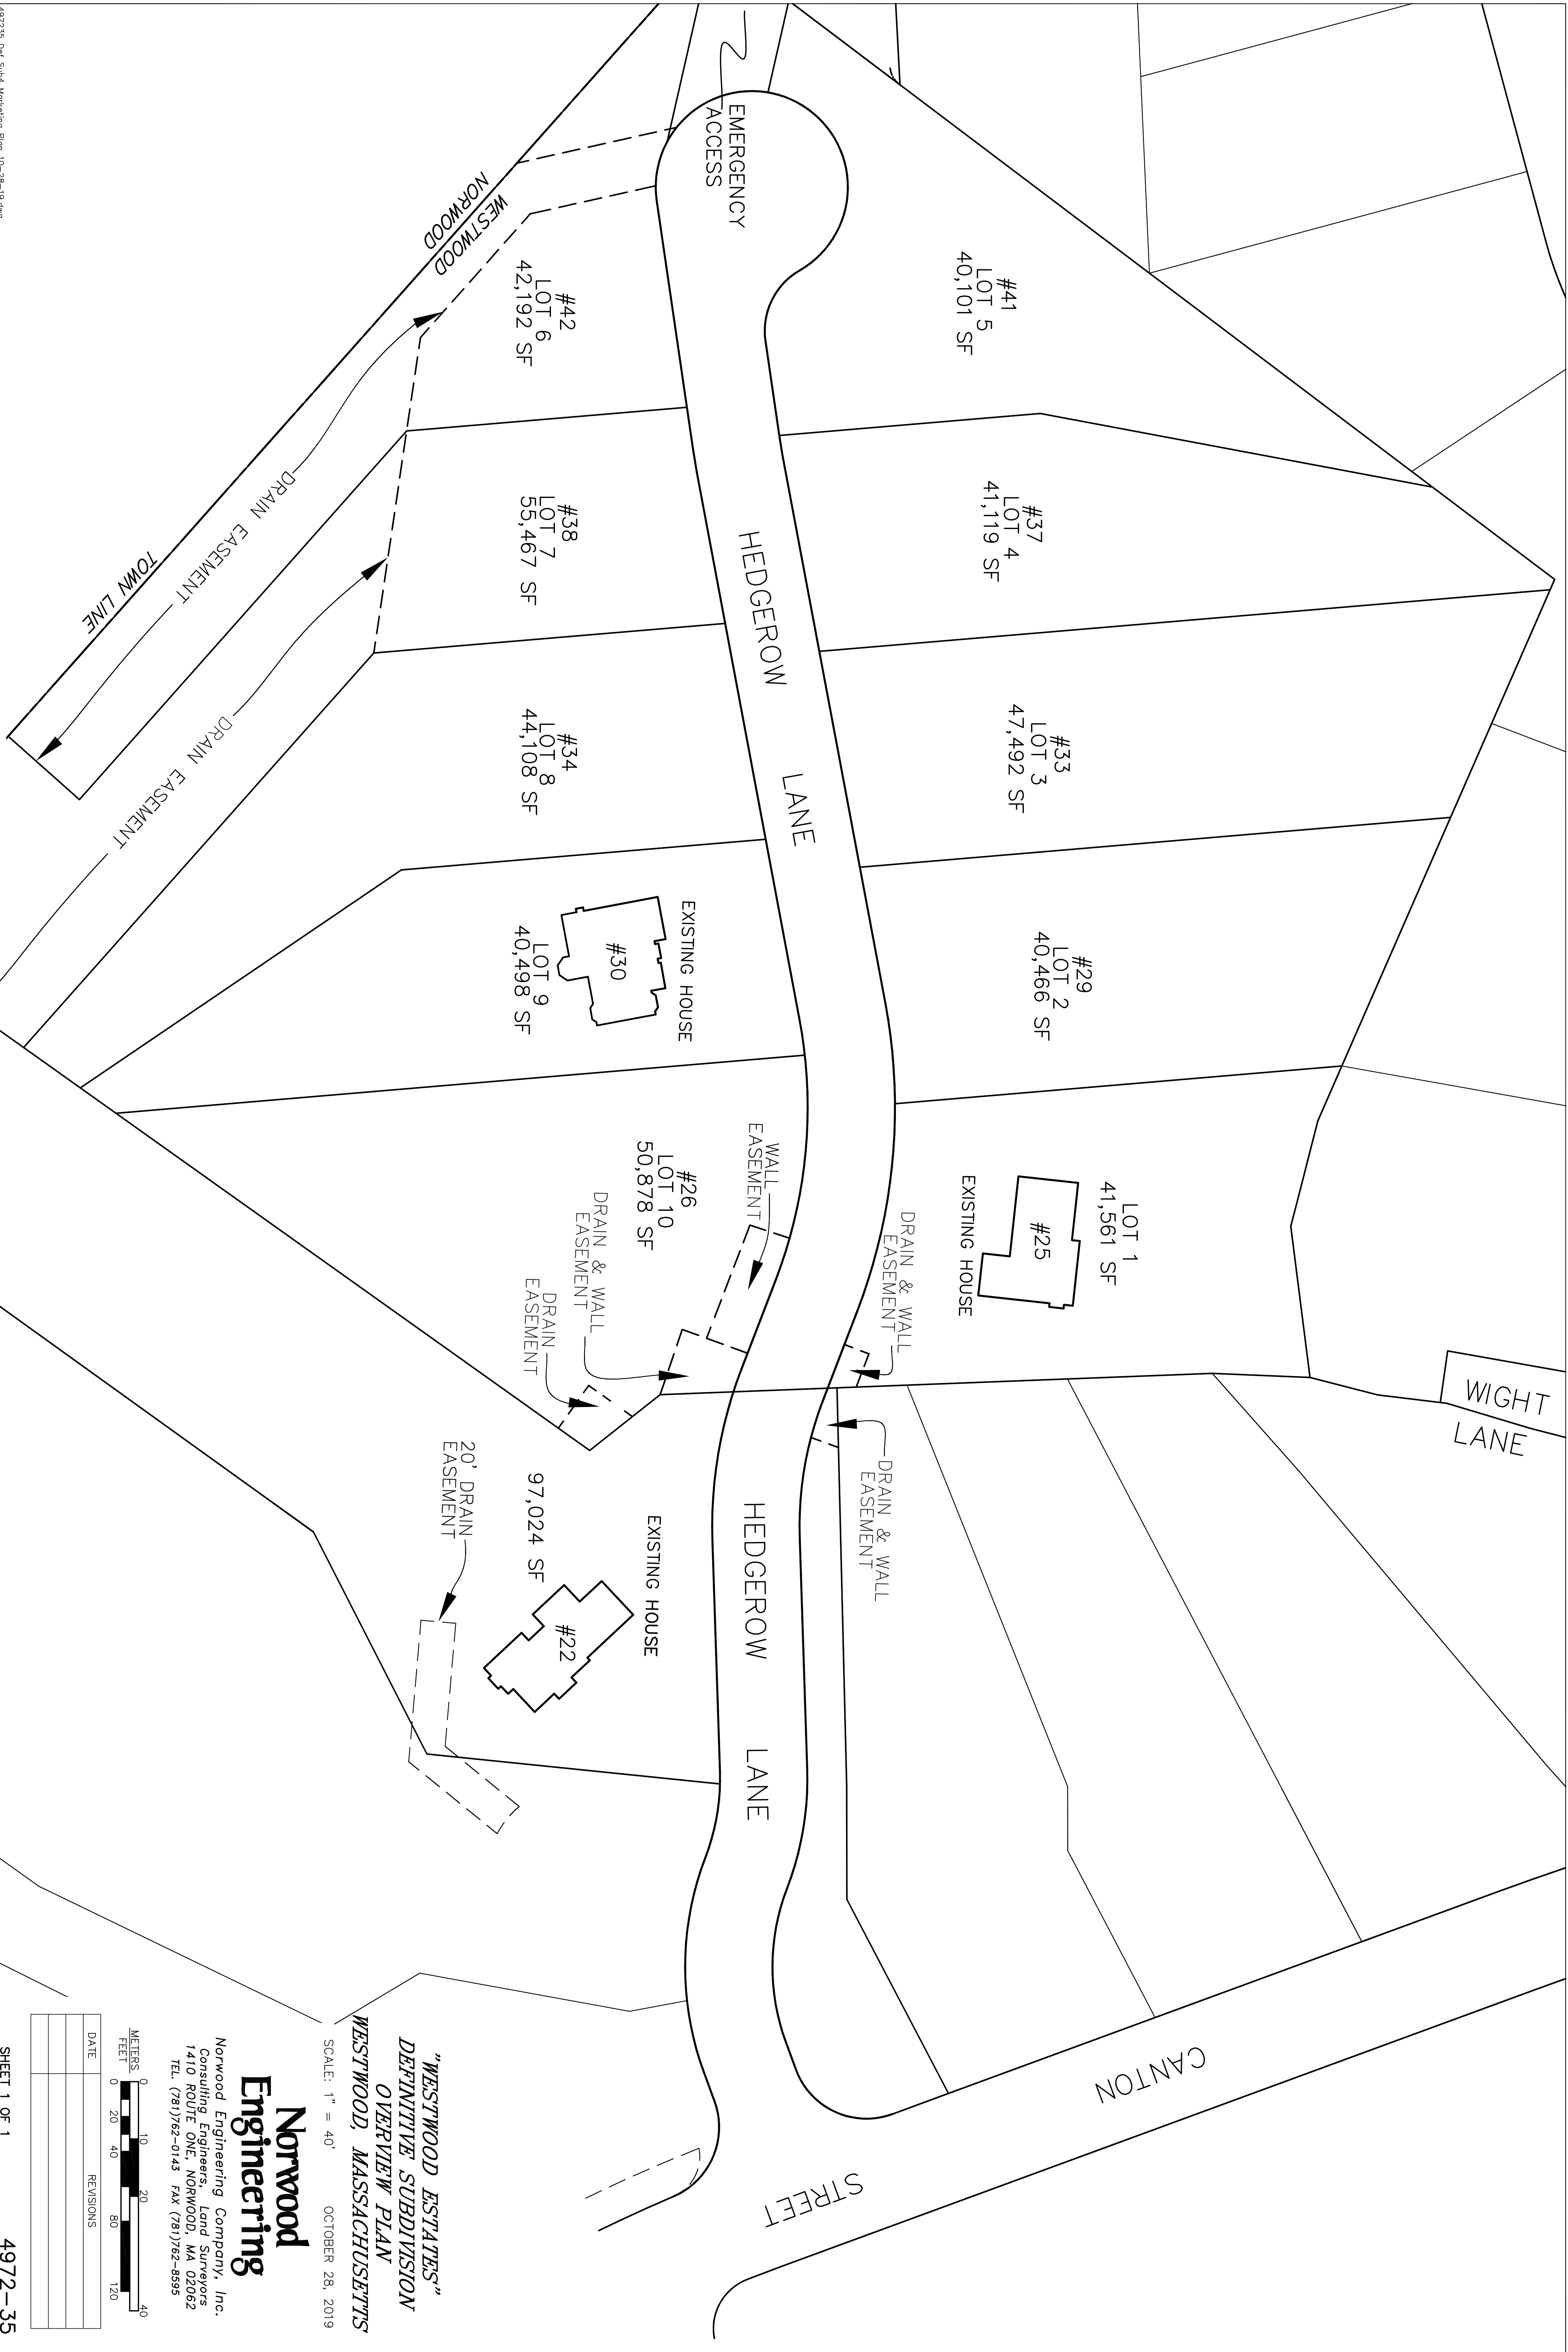 EMERGENCY
ACCESS
NORWOOD
WESTWOOD
#41
LOT 5
40,101 SF
#42
LOT 6
42,192 SF
DRAIN EASEMENT
TOWN LINE
#37
LOT 4
41,119 SF
#38
LOT 7
55,467 SF
HEDGEROW LANE
DRAIN EASEMENT
#33
LOT 3
47,492 SF
#34
LOT 8
44,108 SF
#29
LOT 2
40,466 SF
EXISTING HOUSE
#30
LOT 9
40,498 SF
LOT 1
41,561 SF
#25
EXISTING HOUSE
WALL
EASEMENT
#26
LOT 10
50,878 SF
DRAIN & WALL
EASEMENT
DRAIN & WALL
EASEMENT
DRAIN
EASEMENT
WIGHT
LANE
DRAIN & WALL
EASEMENT
HEDGEROW LANE
EXISTING HOUSE
#22
97,024 SF
20' DRAIN
EASEMENT
CANTON
STREET
"WESTWOOD ESTATES"
DEFINITIVE SUBDIVISION
OVERVIEW PLAN
WESTWOOD, MASSACHUSETTS
SCALE: 1" = 40' OCTOBER 28, 2019
Norwood
Engineering
Norwood Engineering Company, Inc.
Consulting Engineers, Land Surveyors
1410 ROUTE ONE, NORWOOD, MA 02062
TEL. (781)762-0143 FAX (781)762-8595
METERS 0 10 20 40
FEET 0 20 40 80 120
DATE REVISIONS
SHEET 1 OF 1 4972-35